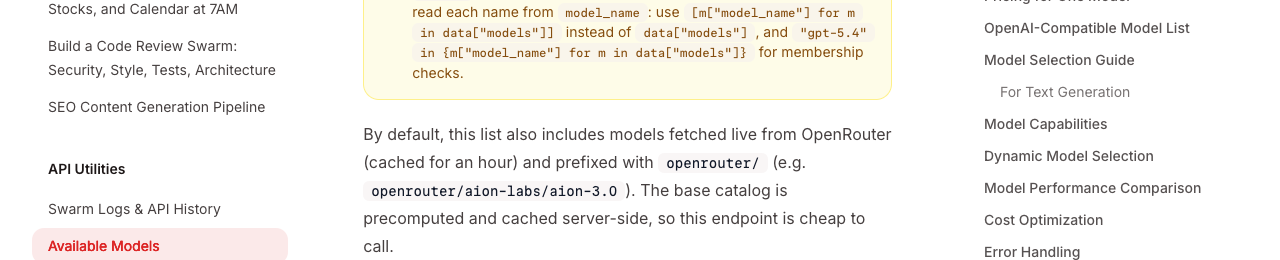 Stocks, and Calendar at 7AM
Build a Code Review Swarm:
Security, Style, Tests, Architecture
SEO Content Generation Pipeline
API Utilities
Swarm Logs & API History
Available Models
read each name from model_name : use [m["model_name"] for m
in data["models"]] instead of data["models"] , and "gpt-5.4"
in {m["model_name"] for m in data["models"]} for membership
checks.
By default, this list also includes models fetched live from OpenRouter
(cached for an hour) and prefixed with openrouter/ (e.g.
openrouter/aion-labs/aion-3.0 ). The base catalog is
precomputed and cached server-side, so this endpoint is cheap to
call.
OpenAI-Compatible Model List
Model Selection Guide
For Text Generation
Model Capabilities
Dynamic Model Selection
Model Performance Comparison
Cost Optimization
Error Handling